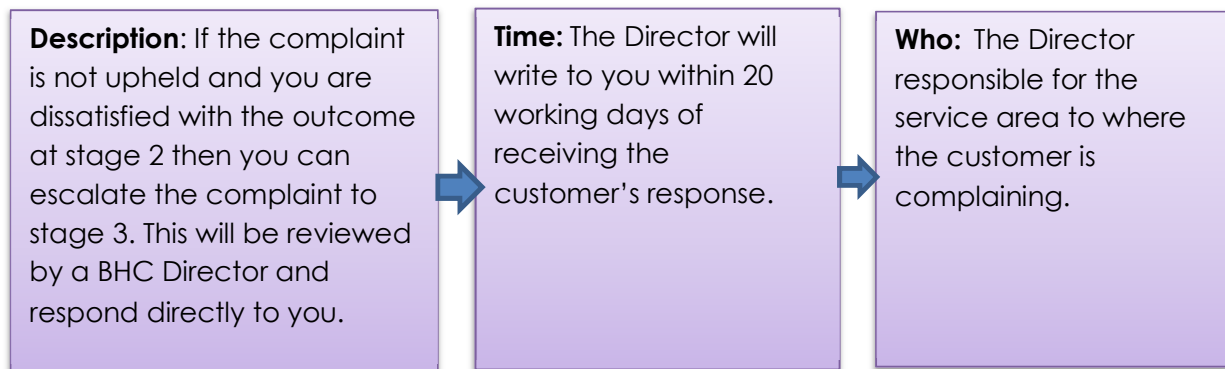 Description: If the complaint
is not upheld and you are
dissatisfied with the outcome
at stage 2 then you can
escalate the complaint to
stage 3. This will be reviewed
by a BHC Director and
respond directly to you.
Time: The Director will
write to you within 20
working days of
receiving the
customer’s response.
Who: The Director
responsible for the
service area to where
the customer is
complaining.